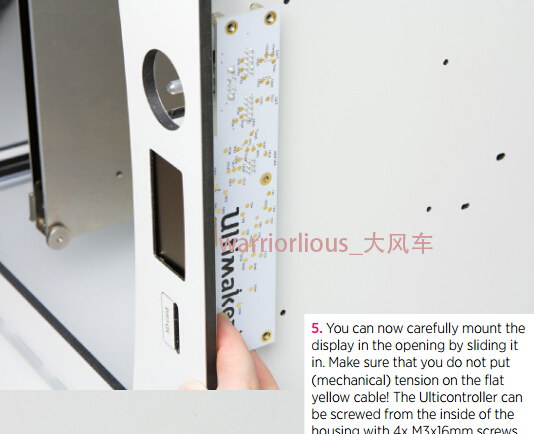 Ultimaker
warriorlious_大风车
5. You can now carefully mount the
display in the opening by sliding it
in. Make sure that you do not put
(mechanical) tension on the flat
yellow cable! The Ulticontroller can
be screwed from the inside of the
housing with 4x M3x16mm screws